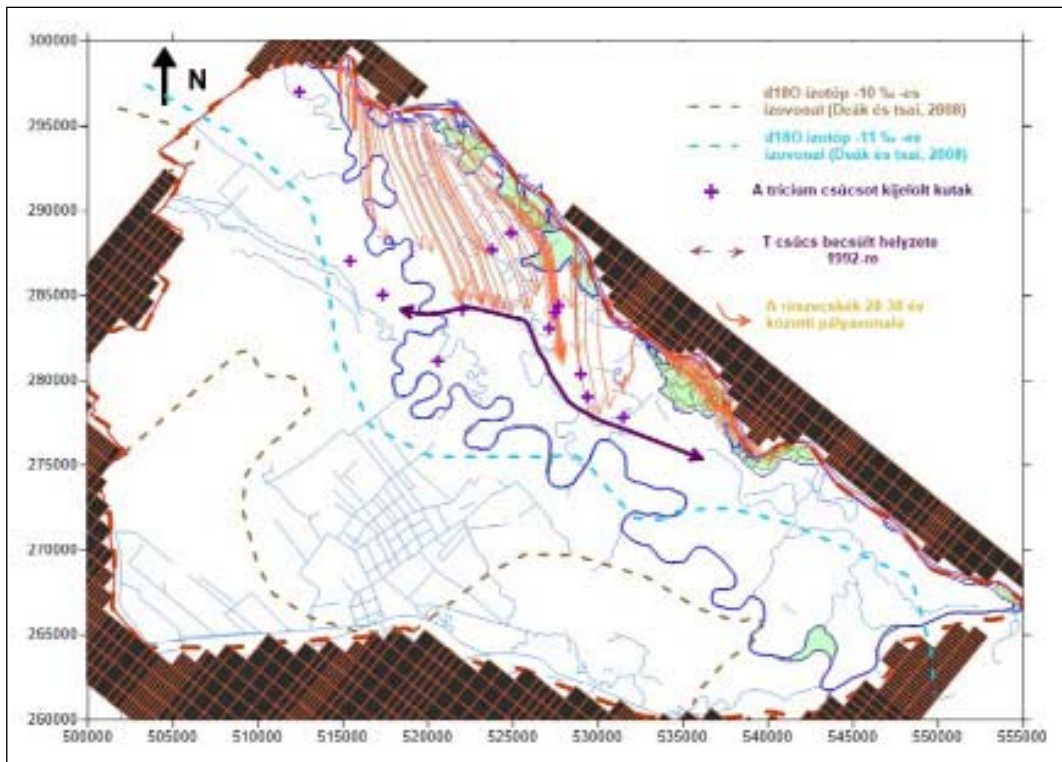 300000
295000
290000
285000
280000
275000
270000
265000
260000
N
d18O izotóp -10 ‰ -es
izovonal (Deák és tsai, 2008)
d18O izotóp -11 ‰ -es
izovonal (Deák és tsai, 2008)
A trícium csúcsot kijelölt kutak
T csúcs becsült helyzete
1992-re
A részecskék 20-30 év
közötti pályavonala
500000 505000 510000 515000 520000 525000 530000 535000 540000 545000 550000 555000